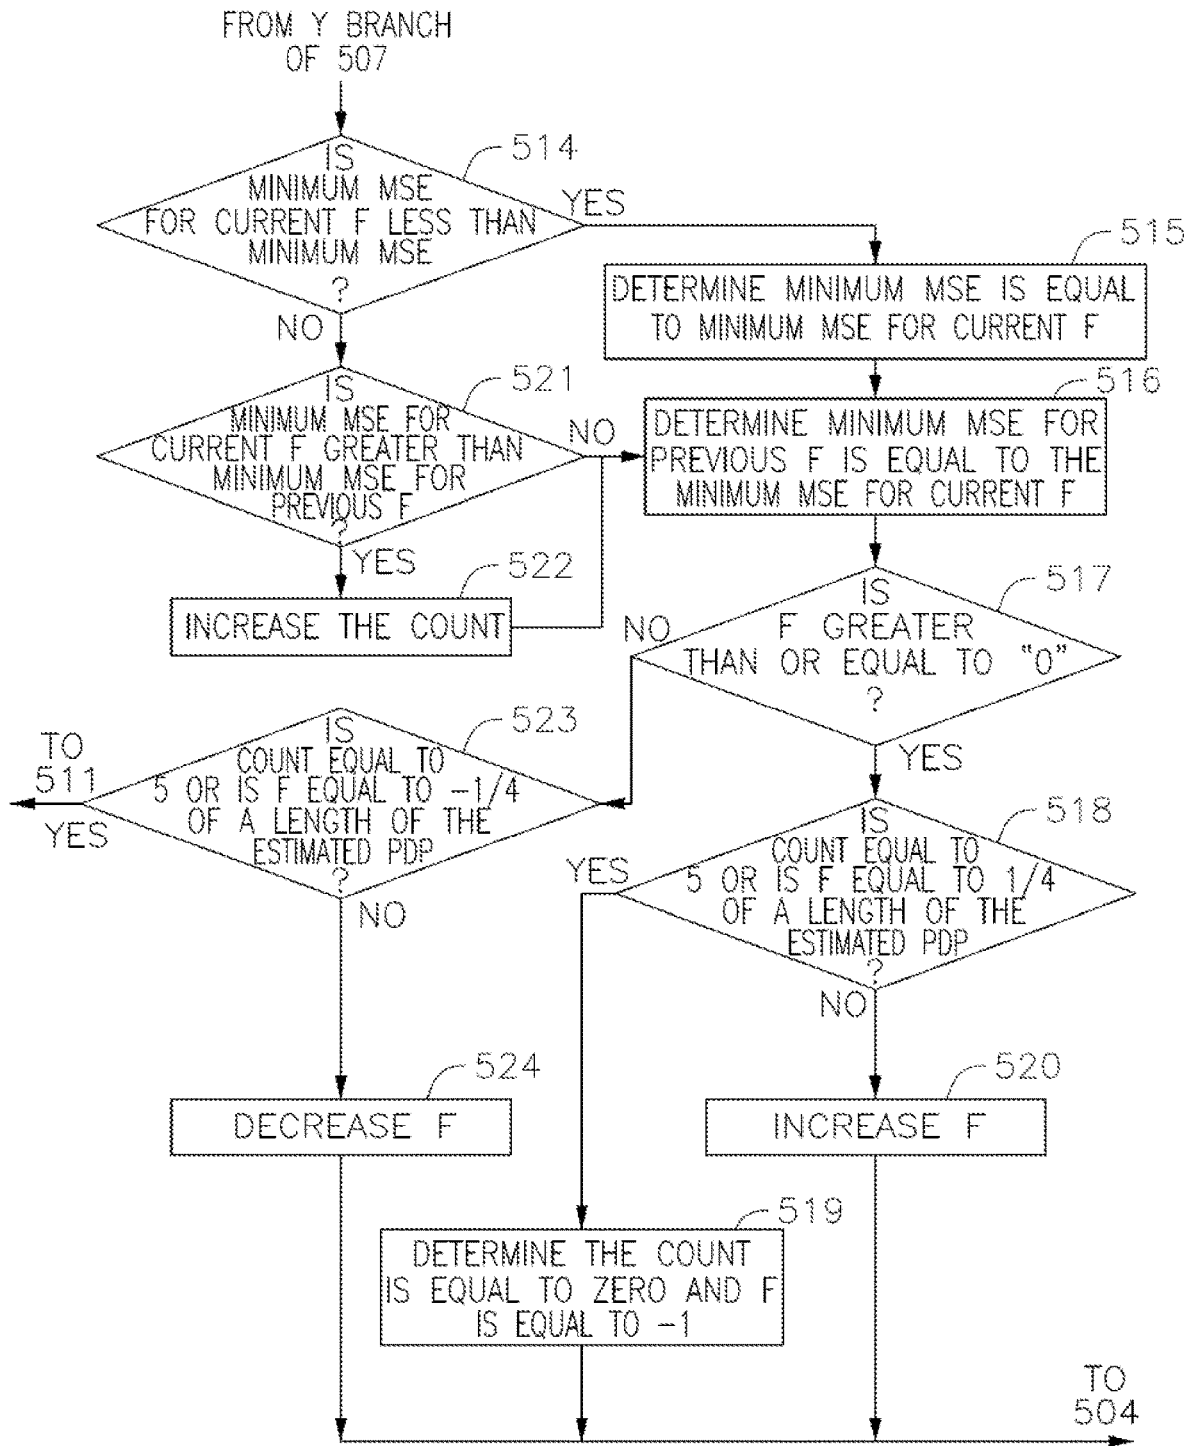 FROM Y BRANCH
OF 507
514
IS
MINIMUM MSE
FOR CURRENT F LESS THAN
MINIMUM MSE
?
YES
NO
515
DETERMINE MINIMUM MSE IS EQUAL
TO MINIMUM MSE FOR CURRENT F
521
IS
MINIMUM MSE FOR
CURRENT F GREATER THAN
MINIMUM MSE FOR
PREVIOUS F
?
NO
YES
516
DETERMINE MINIMUM MSE FOR
PREVIOUS F IS EQUAL TO THE
MINIMUM MSE FOR CURRENT F
522
INCREASE THE COUNT
517
IS
F GREATER
THAN OR EQUAL TO "0"
?
NO
YES
523
IS
COUNT EQUAL TO
5 OR IS F EQUAL TO -1/4
OF A LENGTH OF THE
ESTIMATED PDP
?
TO
511
YES
NO
518
IS
COUNT EQUAL TO
5 OR IS F EQUAL TO 1/4
OF A LENGTH OF THE
ESTIMATED PDP
?
YES
NO
524
DECREASE F
520
INCREASE F
519
DETERMINE THE COUNT
IS EQUAL TO ZERO AND F
IS EQUAL TO -1
TO
504